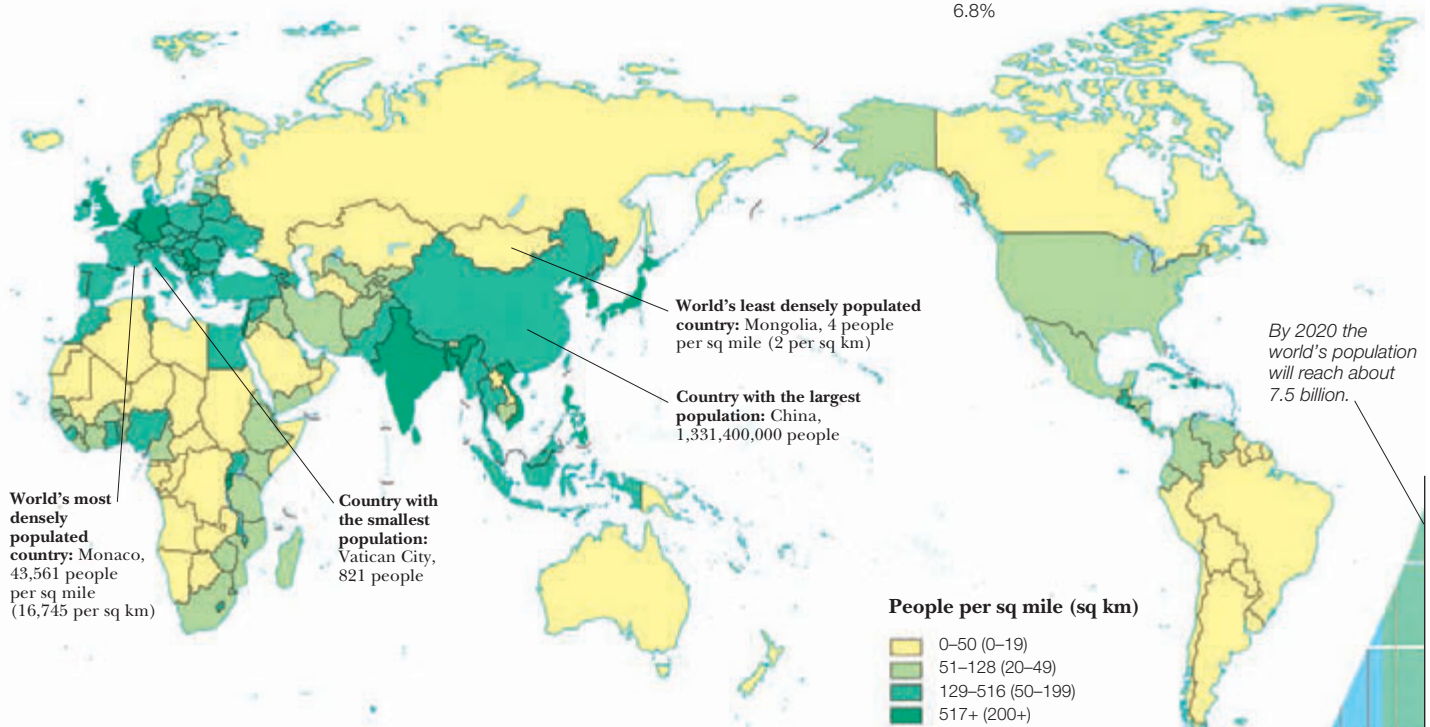 6.8%
World's least densely populated
country: Mongolia, 4 people
per sq mile (2 per sq km)
Country with the largest
population: China,
1,331,400,000 people
By 2020 the
world's population
will reach about
7.5 billion.
World's most
densely
populated
country: Monaco,
43,561 people
per sq mile
(16,745 per sq km)
Country with
the smallest
population:
Vatican City,
821 people
People per sq mile (sq km)
0–50 (0–19)
51–128 (20–49)
129–516 (50–199)
517+ (200+)